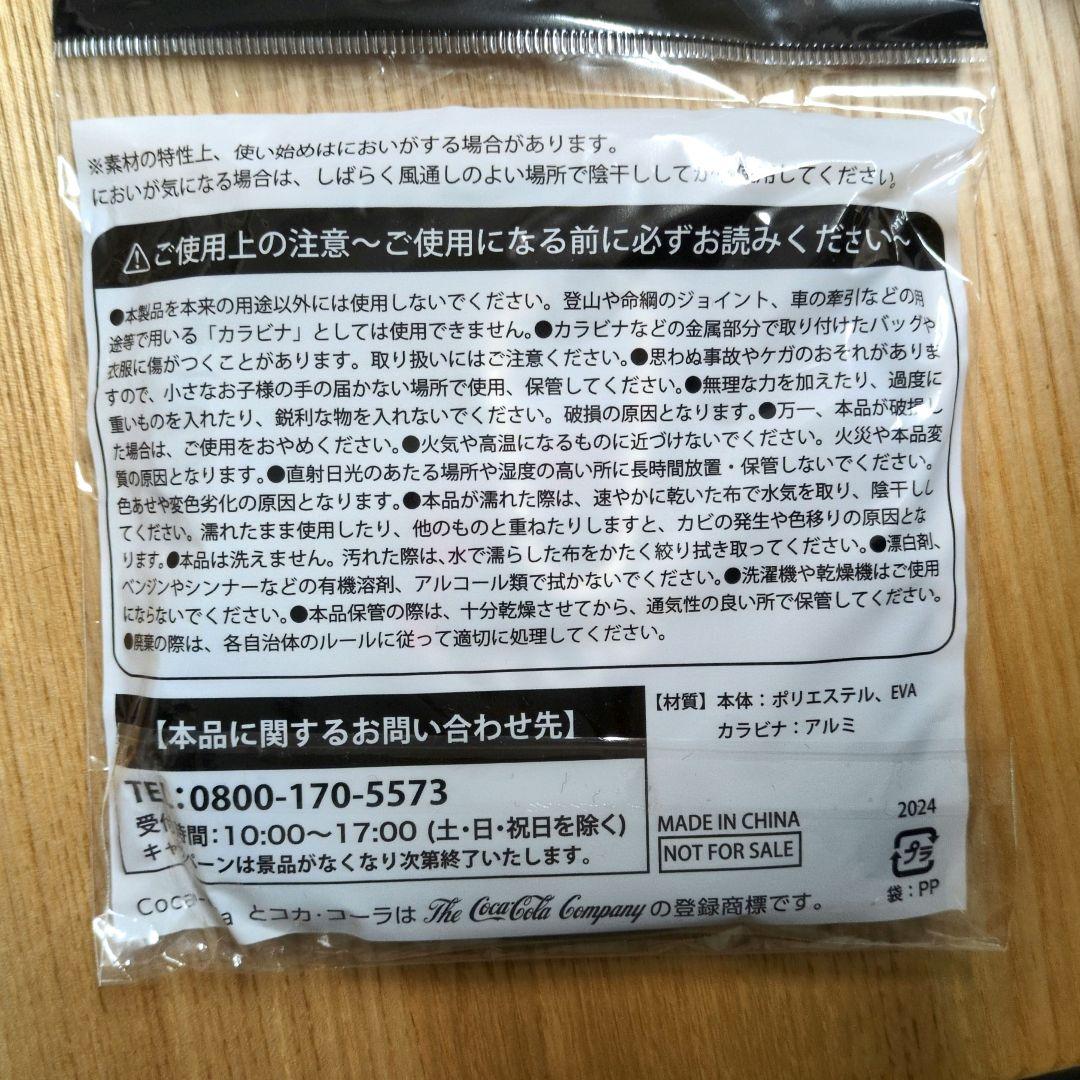 ※素材の特性上、使い始めはにおいがする場合があります。
においが気になる場合は、しばらく風通しのよい場所で陰干ししてか用してください
⚠ご使用上の注意～ご使用になる前に必ずお読みください～
●本製品を本来の用途以外には使用しないでください。登山や命綱のジョイント、車の牽引などの用
途等で用いる「カラビナ」としては使用できません。●カラビナなどの金属部分で取り付けたバッグや
衣服に傷がつくことがあります。取り扱いにはご注意ください。●思わぬ事故やケガのおそれがありま
すので、小さなお子様の手の届かない場所で使用、保管してください。●無理な力を加えたり、過度に
重いものを入れたり、鋭利な物を入れないでください。破損の原因となります。●万一、本品が破損し
た場合は、ご使用をおやめください。●火気や高温になるものに近づけないでください。火災や本品変
質の原因となります。●直射日光のあたる場所や湿度の高い所に長時間放置・保管しないでください。
色あせや変色劣化の原因となります。●本品が濡れた際は、速やかに乾いた布で水気を取り、陰干しし
てください。濡れたまま使用したり、他のものと重ねたりしますと、カビの発生や色移りの原因とな
ります。●本品は洗えません。汚れた際は、水で濡らした布をかたく絞り拭き取ってください。●漂白剤、
ベンジンやシンナーなどの有機溶剤、アルコール類で拭かないでください。●洗濯機や乾燥機はご使用
にならないでください。●本品保管の際は、十分乾燥させてから、通気性の良い所で保管してください。
●廃棄の際は、各自治体のルールに従って適切に処理してください。
【本品に関するお問い合わせ先】
TEL:0800-170-5573
受付時間：10:00～17:00 (土・日・祝日を除く)
キャンペーンは景品がなくなり次第終了いたします。
【材質】本体：ポリエステル、EVA
カラビナ：アルミ
MADE IN CHINA
NOT FOR SALE
2024
プラ
袋：PP
Coca- とコカ・コーラは The Coca-Cola Company の登録商標です。